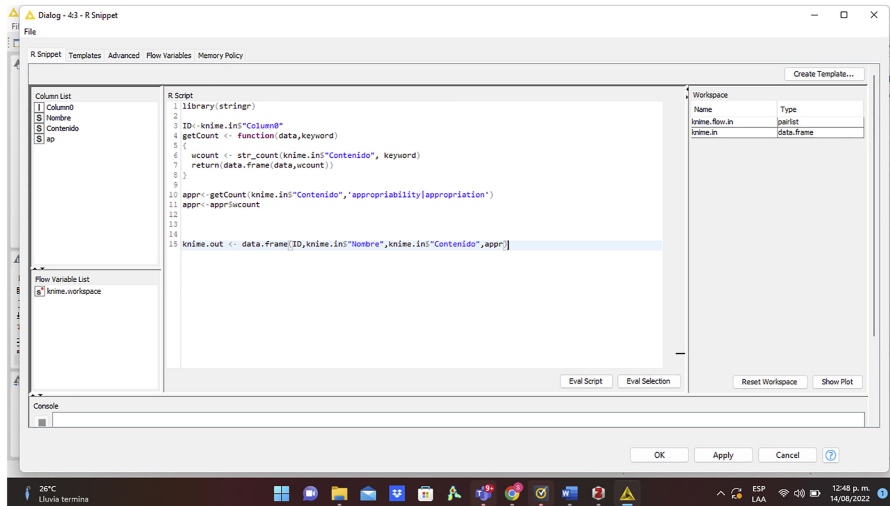 Dialog - 4:3 - R Snippet
File
R Snippet Templates Advanced Flow Variables Memory Policy
Create Template...
Column List
I Column0
S Nombre
S Contenido
S ap
Flow Variable List
s knime.workspace
R Script
1 library(stringr)
2
3 ID<-knime.in$"Column0"
4 getCount <- function(data,keyword)
5 {
6 wcount <- str_count(knime.in$"Contenido", keyword)
7 return(data.frame(data,wcount))
8 }
9
10 appr<-getCount(knime.in$"Contenido",'appropriability|appropriation')
11 appr<-appr$wcount
12
13
14
15 knime.out <- data.frame(ID,knime.in$"Nombre",knime.in$"Contenido",appr)
Eval Script Eval Selection
Workspace
Name Type
knime.flow.in pairlist
knime.in data.frame
Reset Workspace Show Plot
Console
OK Apply Cancel ?
26°C
Lluvia termina
9+
S
ESP
LAA
12:48 p. m.
14/08/2022
1